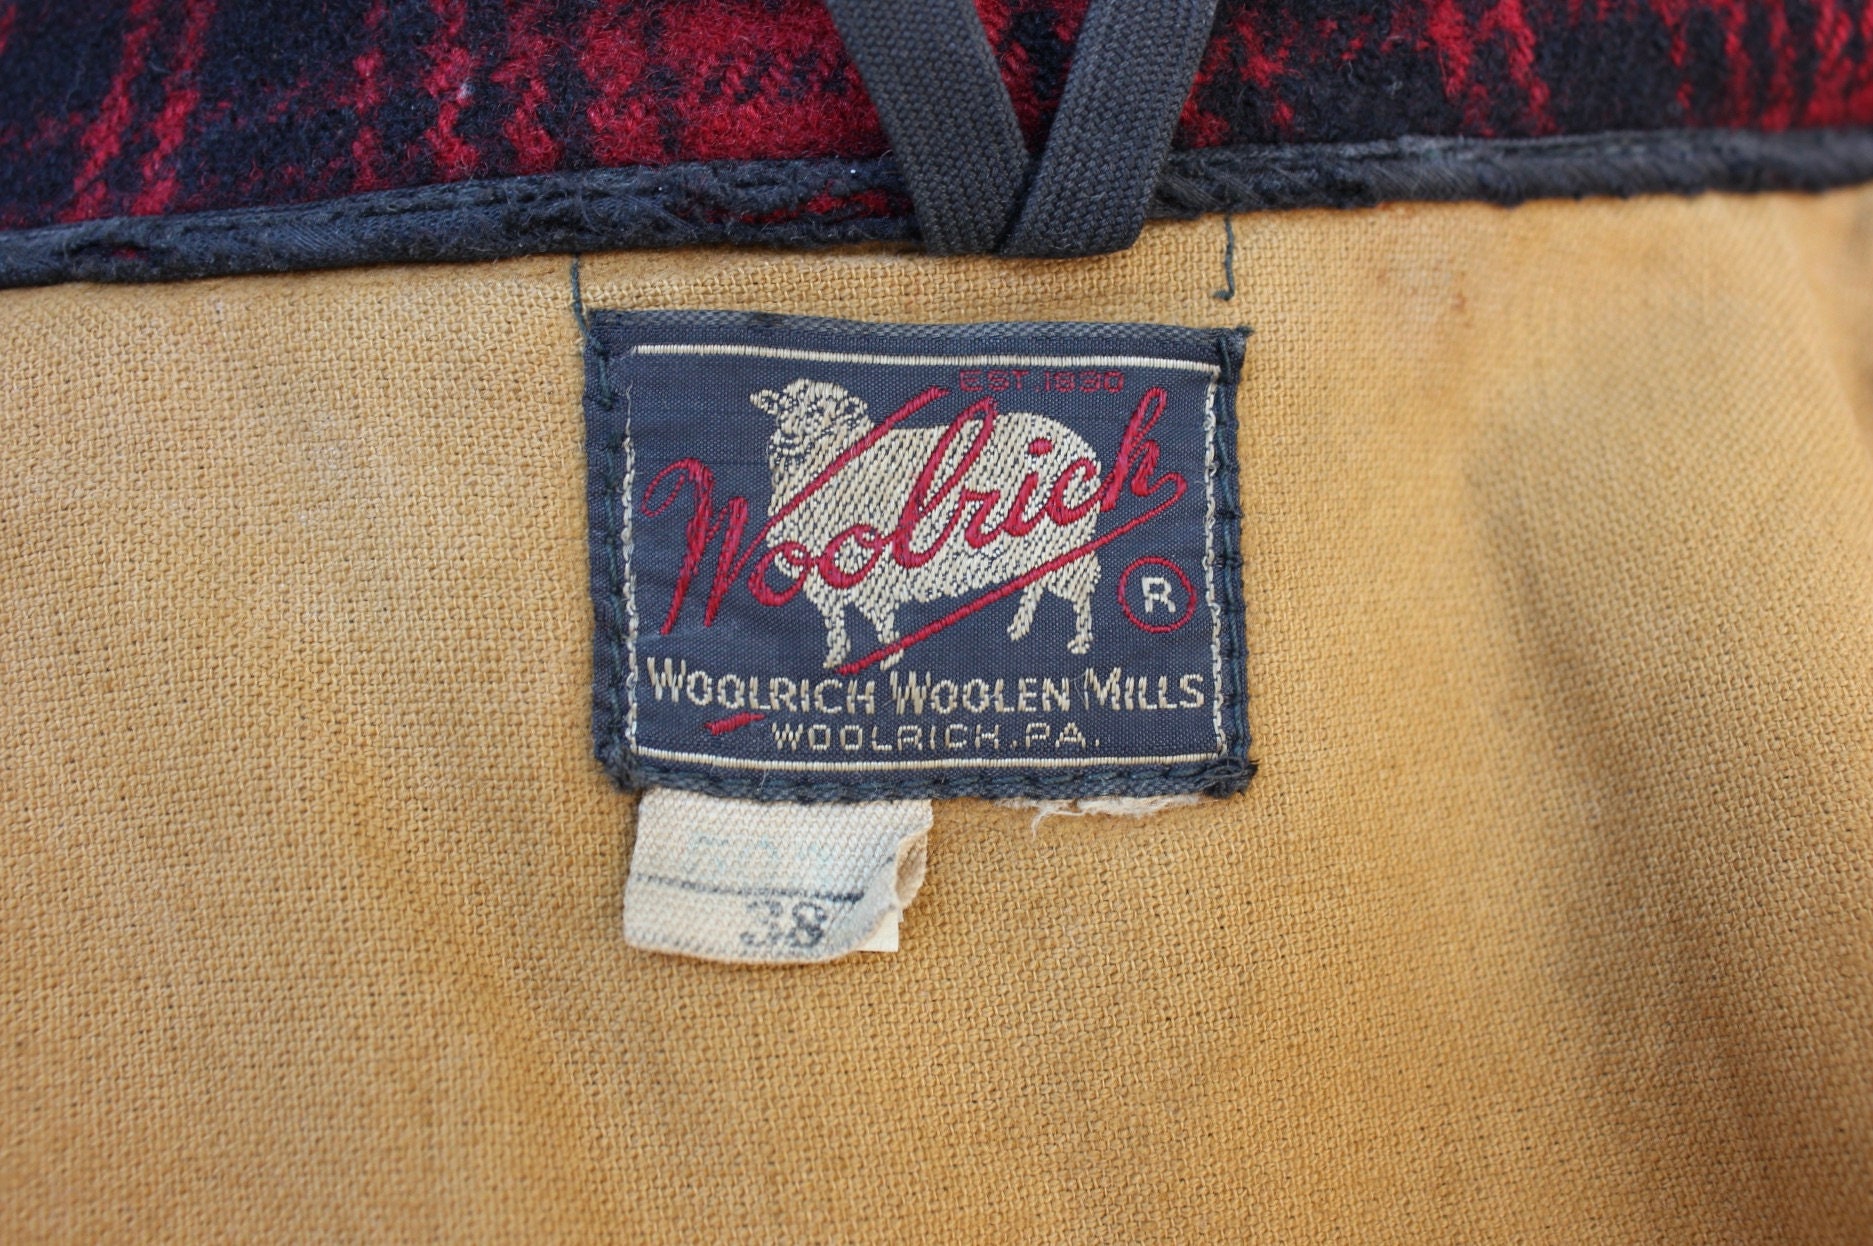 EST. 1830
Woolrich
R
WOOLRICH WOOLEN MILLS
WOOLRICH, PA.
38